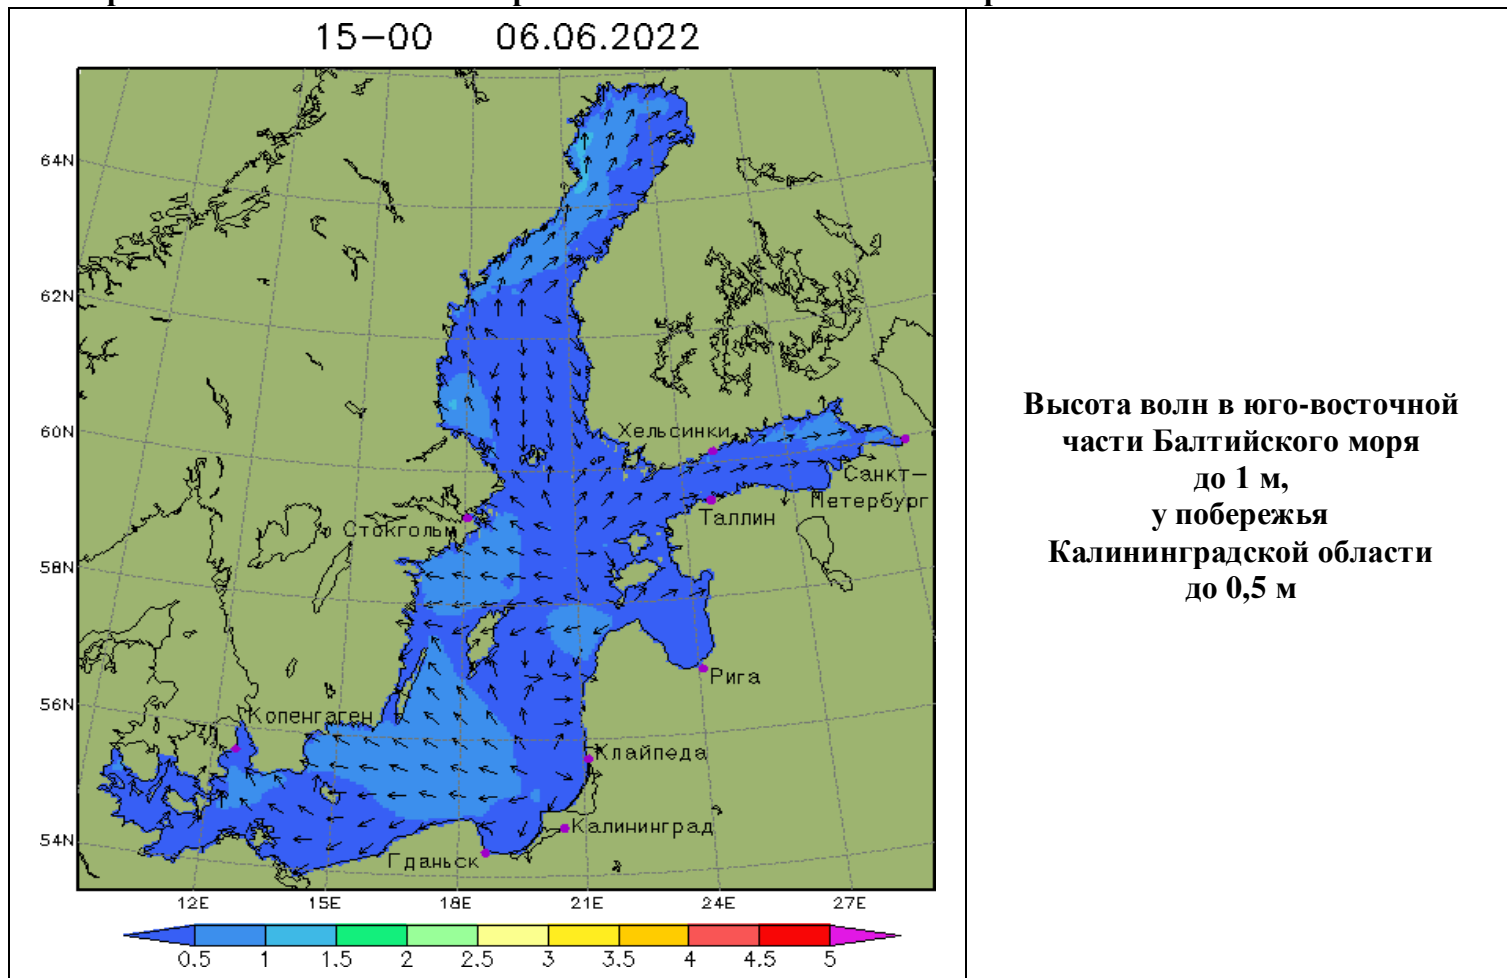 15-00 06.06.2022
64N
62N
60N
58N
56N
54N
Хельсинки
Санкт-
Петербург
Таллин
Стокгольм
Рига
Копенгаген
Клайпеда
Калининград
Гданьск
12E 15E 18E 21E 24E 27E
0.5 1 1.5 2 2.5 3 3.5 4 4.5 5
Высота волн в юго-восточной
части Балтийского моря
до 1 м,
у побережья
Калининградской области
до 0,5 м